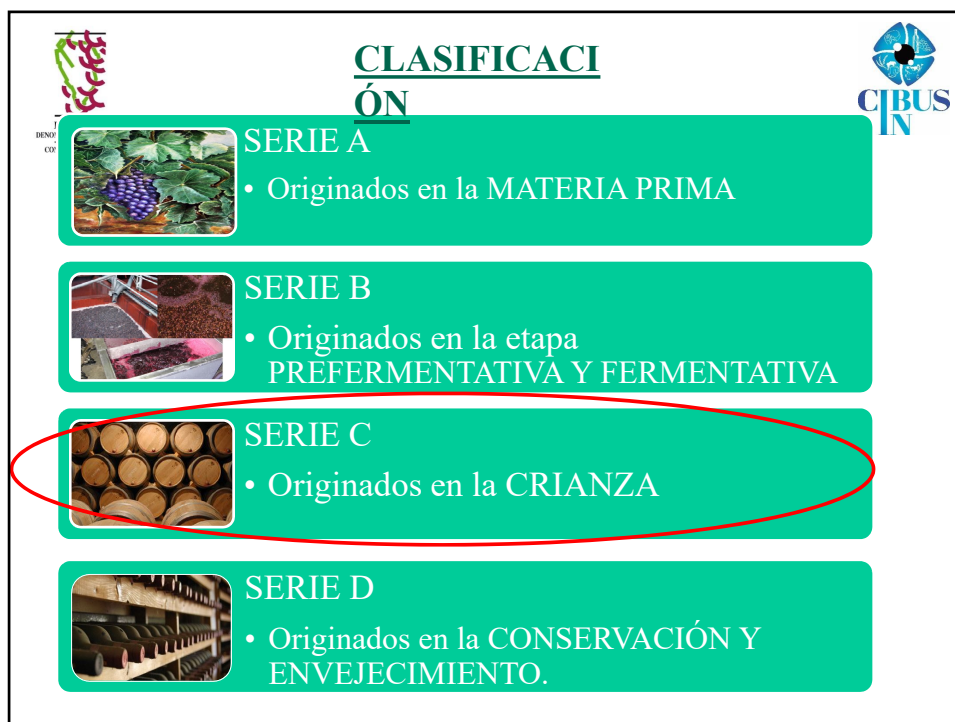 CLASIFICACI
ÓN
CIBUS
IN
SERIE A
• Originados en la MATERIA PRIMA
SERIE B
• Originados en la etapa
PREFERMENTATIVA Y FERMENTATIVA
SERIE C
• Originados en la CRIANZA
SERIE D
• Originados en la CONSERVACIÓN Y
ENVEJECIMIENTO.